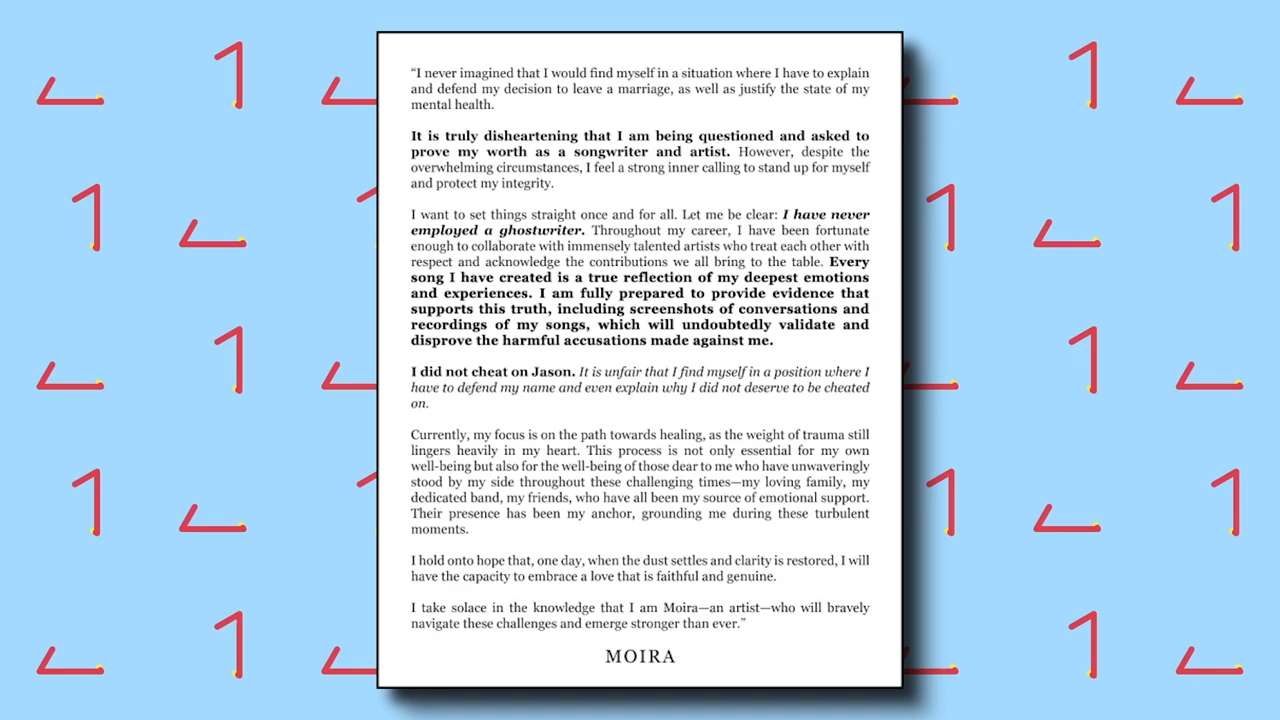 “I never imagined that I would find myself in a situation where I have to explain
and defend my decision to leave a marriage, as well as justify the state of my
mental health.
It is truly disheartening that I am being questioned and asked to
prove my worth as a songwriter and artist. However, despite the
overwhelming circumstances, I feel a strong inner calling to stand up for myself
and protect my integrity.
I want to set things straight once and for all. Let me be clear: I have never
employed a ghostwriter. Throughout my career, I have been fortunate
enough to collaborate with immensely talented artists who treat each other with
respect and acknowledge the contributions we all bring to the table. Every
song I have created is a true reflection of my deepest emotions
and experiences. I am fully prepared to provide evidence that
supports this truth, including screenshots of conversations and
recordings of my songs, which will undoubtedly validate and
disprove the harmful accusations made against me.
I did not cheat on Jason. It is unfair that I find myself in a position where I
have to defend my name and even explain why I did not deserve to be cheated
on.
Currently, my focus is on the path towards healing, as the weight of trauma still
lingers heavily in my heart. This process is not only essential for my own
well-being but also for the well-being of those dear to me who have unwaveringly
stood by my side throughout these challenging times—my loving family, my
dedicated band, my friends, who have all been my source of emotional support.
Their presence has been my anchor, grounding me during these turbulent
moments.
I hold onto hope that, one day, when the dust settles and clarity is restored, I will
have the capacity to embrace a love that is faithful and genuine.
I take solace in the knowledge that I am Moira—an artist—who will bravely
navigate these challenges and emerge stronger than ever.”
MOIRA